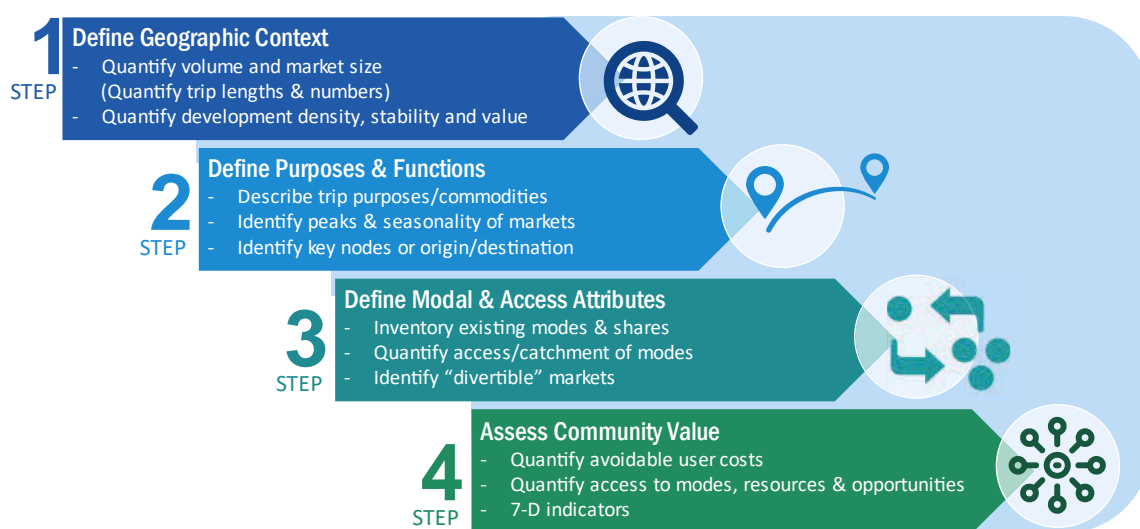 1
STEP
Define Geographic Context
- Quantify volume and market size
(Quantify trip lengths & numbers)
- Quantify development density, stability and value
2
STEP
Define Purposes & Functions
- Describe trip purposes/commodities
- Identify peaks & seasonality of markets
- Identify key nodes or origin/destination
3
STEP
Define Modal & Access Attributes
- Inventory existing modes & shares
- Quantify access/catchment of modes
- Identify “divertible” markets
4
STEP
Assess Community Value
- Quantify avoidable user costs
- Quantify access to modes, resources & opportunities
- 7-D indicators